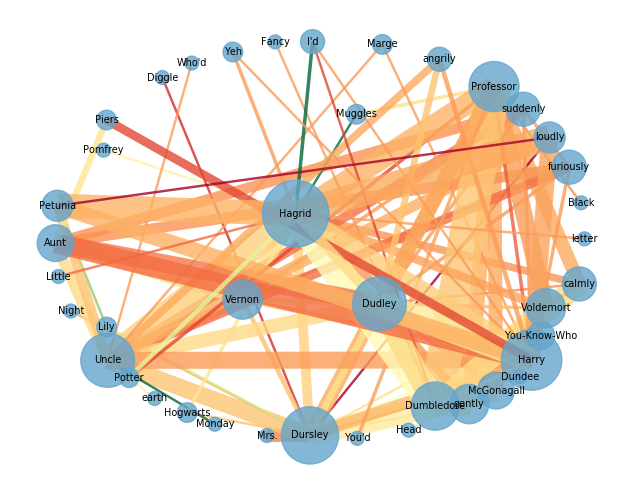 I'd
Fancy
Marge
Yeh
angrily
Who'd
Diggle
Professor
suddenly
Muggles
Piers
loudly
Pomfrey
furiously
Petunia
Black
Hagrid
Aunt
letter
Little
calmly
Vernon
Dudley
Voldemort
Night
Lily
You-Know-Who
Uncle
Harry
Potter
Dundee
McGonagall
earth
gently
Dumbledore
Hogwarts
Monday
Head
Mrs.
Dursley
You'd